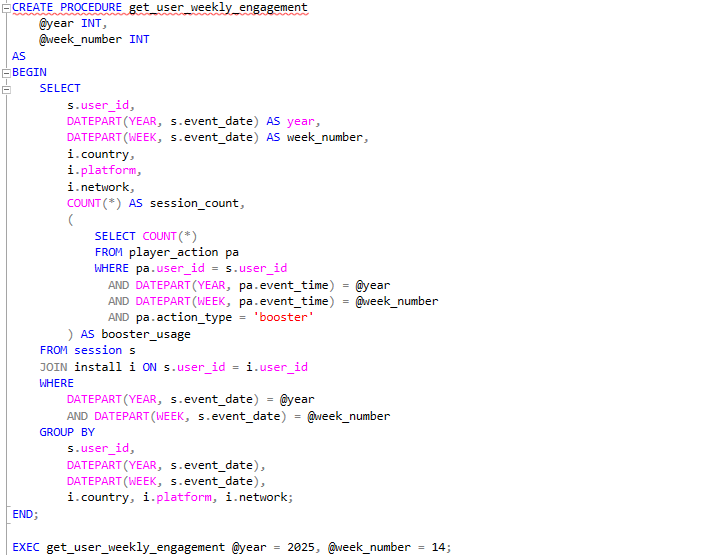 CREATE PROCEDURE get_user_weekly_engagement
    @year INT,
    @week_number INT
AS
BEGIN
    SELECT
        s.user_id,
        DATEPART(YEAR, s.event_date) AS year,
        DATEPART(WEEK, s.event_date) AS week_number,
        i.country,
        i.platform,
        i.network,
        COUNT(*) AS session_count,
        (
            SELECT COUNT(*)
            FROM player_action pa
            WHERE pa.user_id = s.user_id
              AND DATEPART(YEAR, pa.event_time) = @year
              AND DATEPART(WEEK, pa.event_time) = @week_number
              AND pa.action_type = 'booster'
        ) AS booster_usage
    FROM session s
    JOIN install i ON s.user_id = i.user_id
    WHERE
        DATEPART(YEAR, s.event_date) = @year
        AND DATEPART(WEEK, s.event_date) = @week_number
    GROUP BY
        s.user_id,
        DATEPART(YEAR, s.event_date),
        DATEPART(WEEK, s.event_date),
        i.country, i.platform, i.network;
END;

EXEC get_user_weekly_engagement @year = 2025, @week_number = 14;